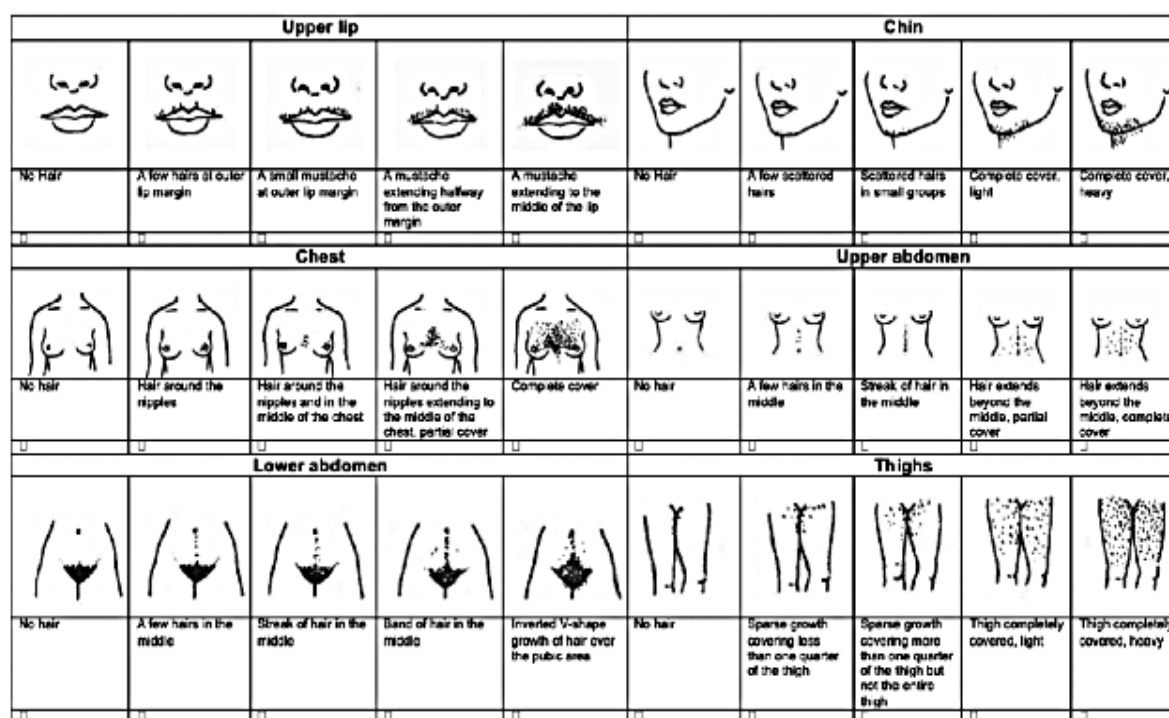 Upper lip
Chin
No Hair
A few hairs at outer
lip margin
A small mustache
at outer lip margin
A mustache
extending halfway
from the outer
margin
A mustache
extending to the
middle of the lip
No Hair
A few scattered
hairs
Scattered hairs
in small groups
Complete cover,
light
Complete cover,
heavy
Chest
Upper abdomen
No hair
Hair around the
nipples
Hair around the
nipples and in the
middle of the chest
Hair around the
nipples extending to
the middle of the
chest, partial cover
Complete cover
No hair
A few hairs in the
middle
Streak of hair in
the middle
Hair extends
beyond the
middle, partial
cover
Hair extends
beyond the
middle, complete
cover
Lower abdomen
Thighs
No hair
A few hairs in the
middle
Streak of hair in the
middle
Band of hair in the
middle
Inverted V-shape
growth of hair over
the pubic area
No hair
Sparse growth
covering less
than one quarter
of the thigh
Sparse growth
covering more
than one quarter
of the thigh but
not the entire
thigh
Thigh completely
covered, light
Thigh completely
covered, heavy